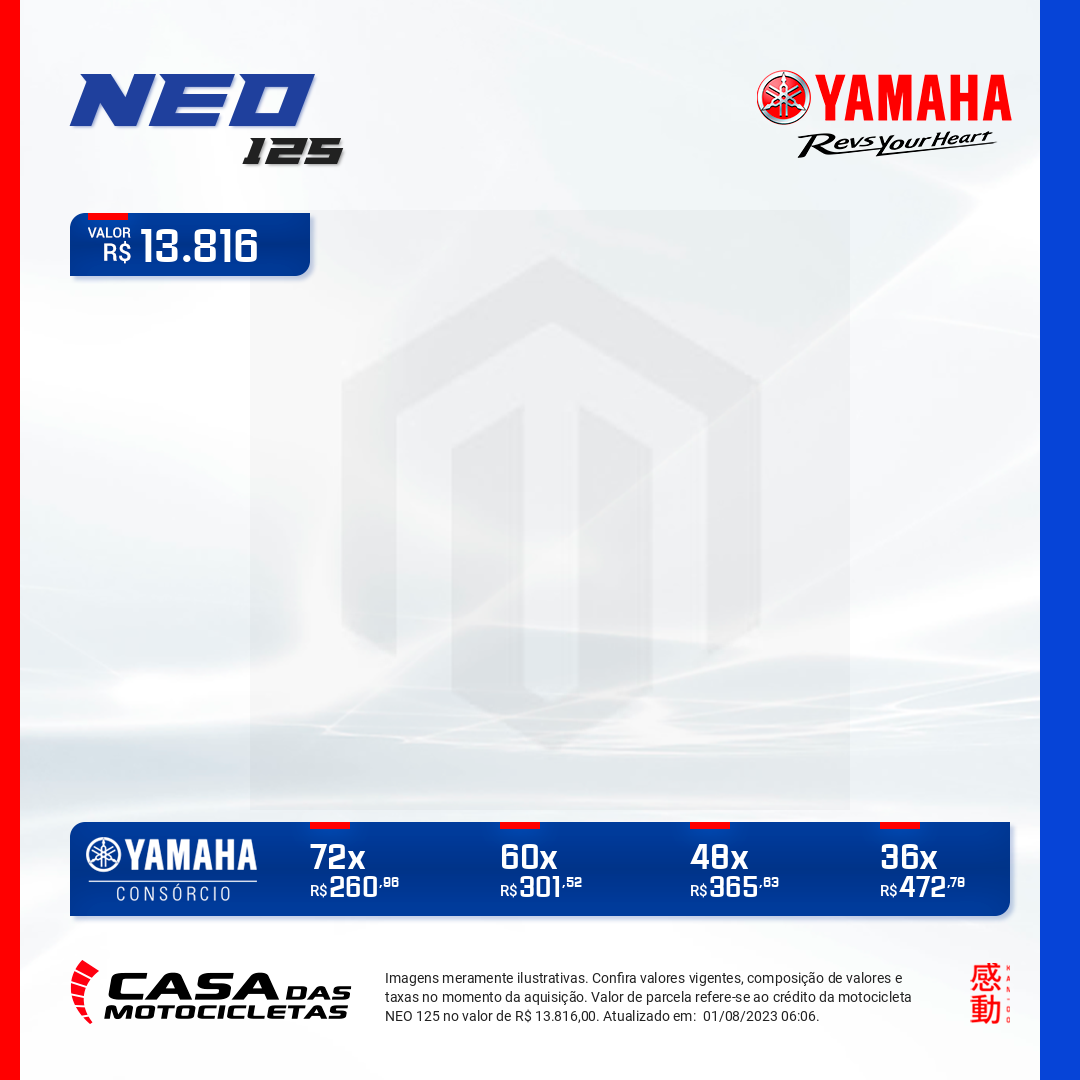 NEO
125
YAMAHA
Revs Your Heart
VALOR
R$ 13.816
YAMAHA
CONSÓRCIO
72x
R$ 260,96
60x
R$ 301,52
48x
R$ 365,63
36x
R$ 472,78
CASA DAS
MOTOCICLETAS
Imagens meramente ilustrativas. Confira valores vigentes, composição de valores e
taxas no momento da aquisição. Valor de parcela refere-se ao crédito da motocicleta
NEO 125 no valor de R$ 13.816,00. Atualizado em: 01/08/2023 06:06.
感動